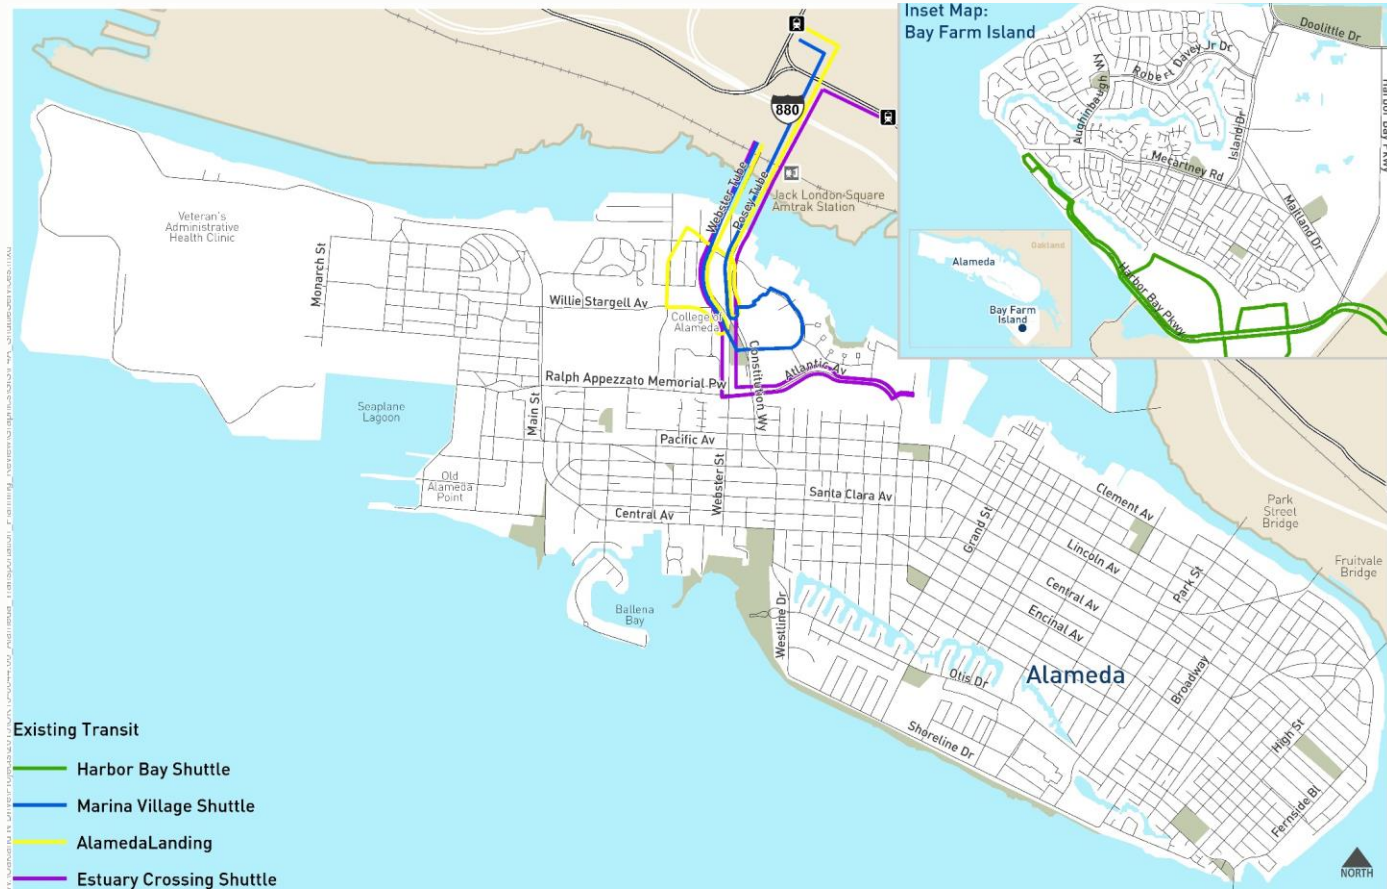 Inset Map:
Bay Farm Island
Doolittle Dr
Robert Davey Jr Dr
Aughinbaugh Wy
Island Dr
Harbor Bay Pkwy
Mecartney Rd
Maitland Dr
Harbor Bay Pkwy
Oakland
Alameda
Bay Farm
Island
880
Webster Tube
Posey Tube
Jack London Square
Amtrak Station
Veteran's
Administrative
Health Clinic
Monarch St
Willie Stargell Av
College of
Alameda
Constitution Wy
Atlantic Av
Ralph Appezzato Memorial Pw
Main St
Seaplane
Lagoon
Pacific Av
Webster St
Old
Alameda
Point
Santa Clara Av
Central Av
Grand St
Clement Av
Park
Street
Bridge
Lincoln Av
Park St
Fruitvale
Bridge
Central Av
Encinal Av
Ballena
Bay
Westline Dr
Otis Dr
Alameda
Broadway
Shoreline Dr
High St
Fernside Bl
Existing Transit
Harbor Bay Shuttle
Marina Village Shuttle
AlamedaLanding
Estuary Crossing Shuttle
NORTH